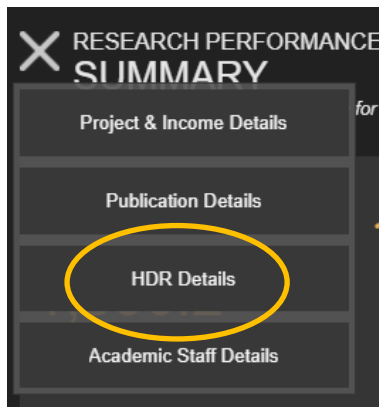 RESEARCH PERFORMANCE
SUMMARY
for
Project & Income Details
Publication Details
HDR Details
Academic Staff Details